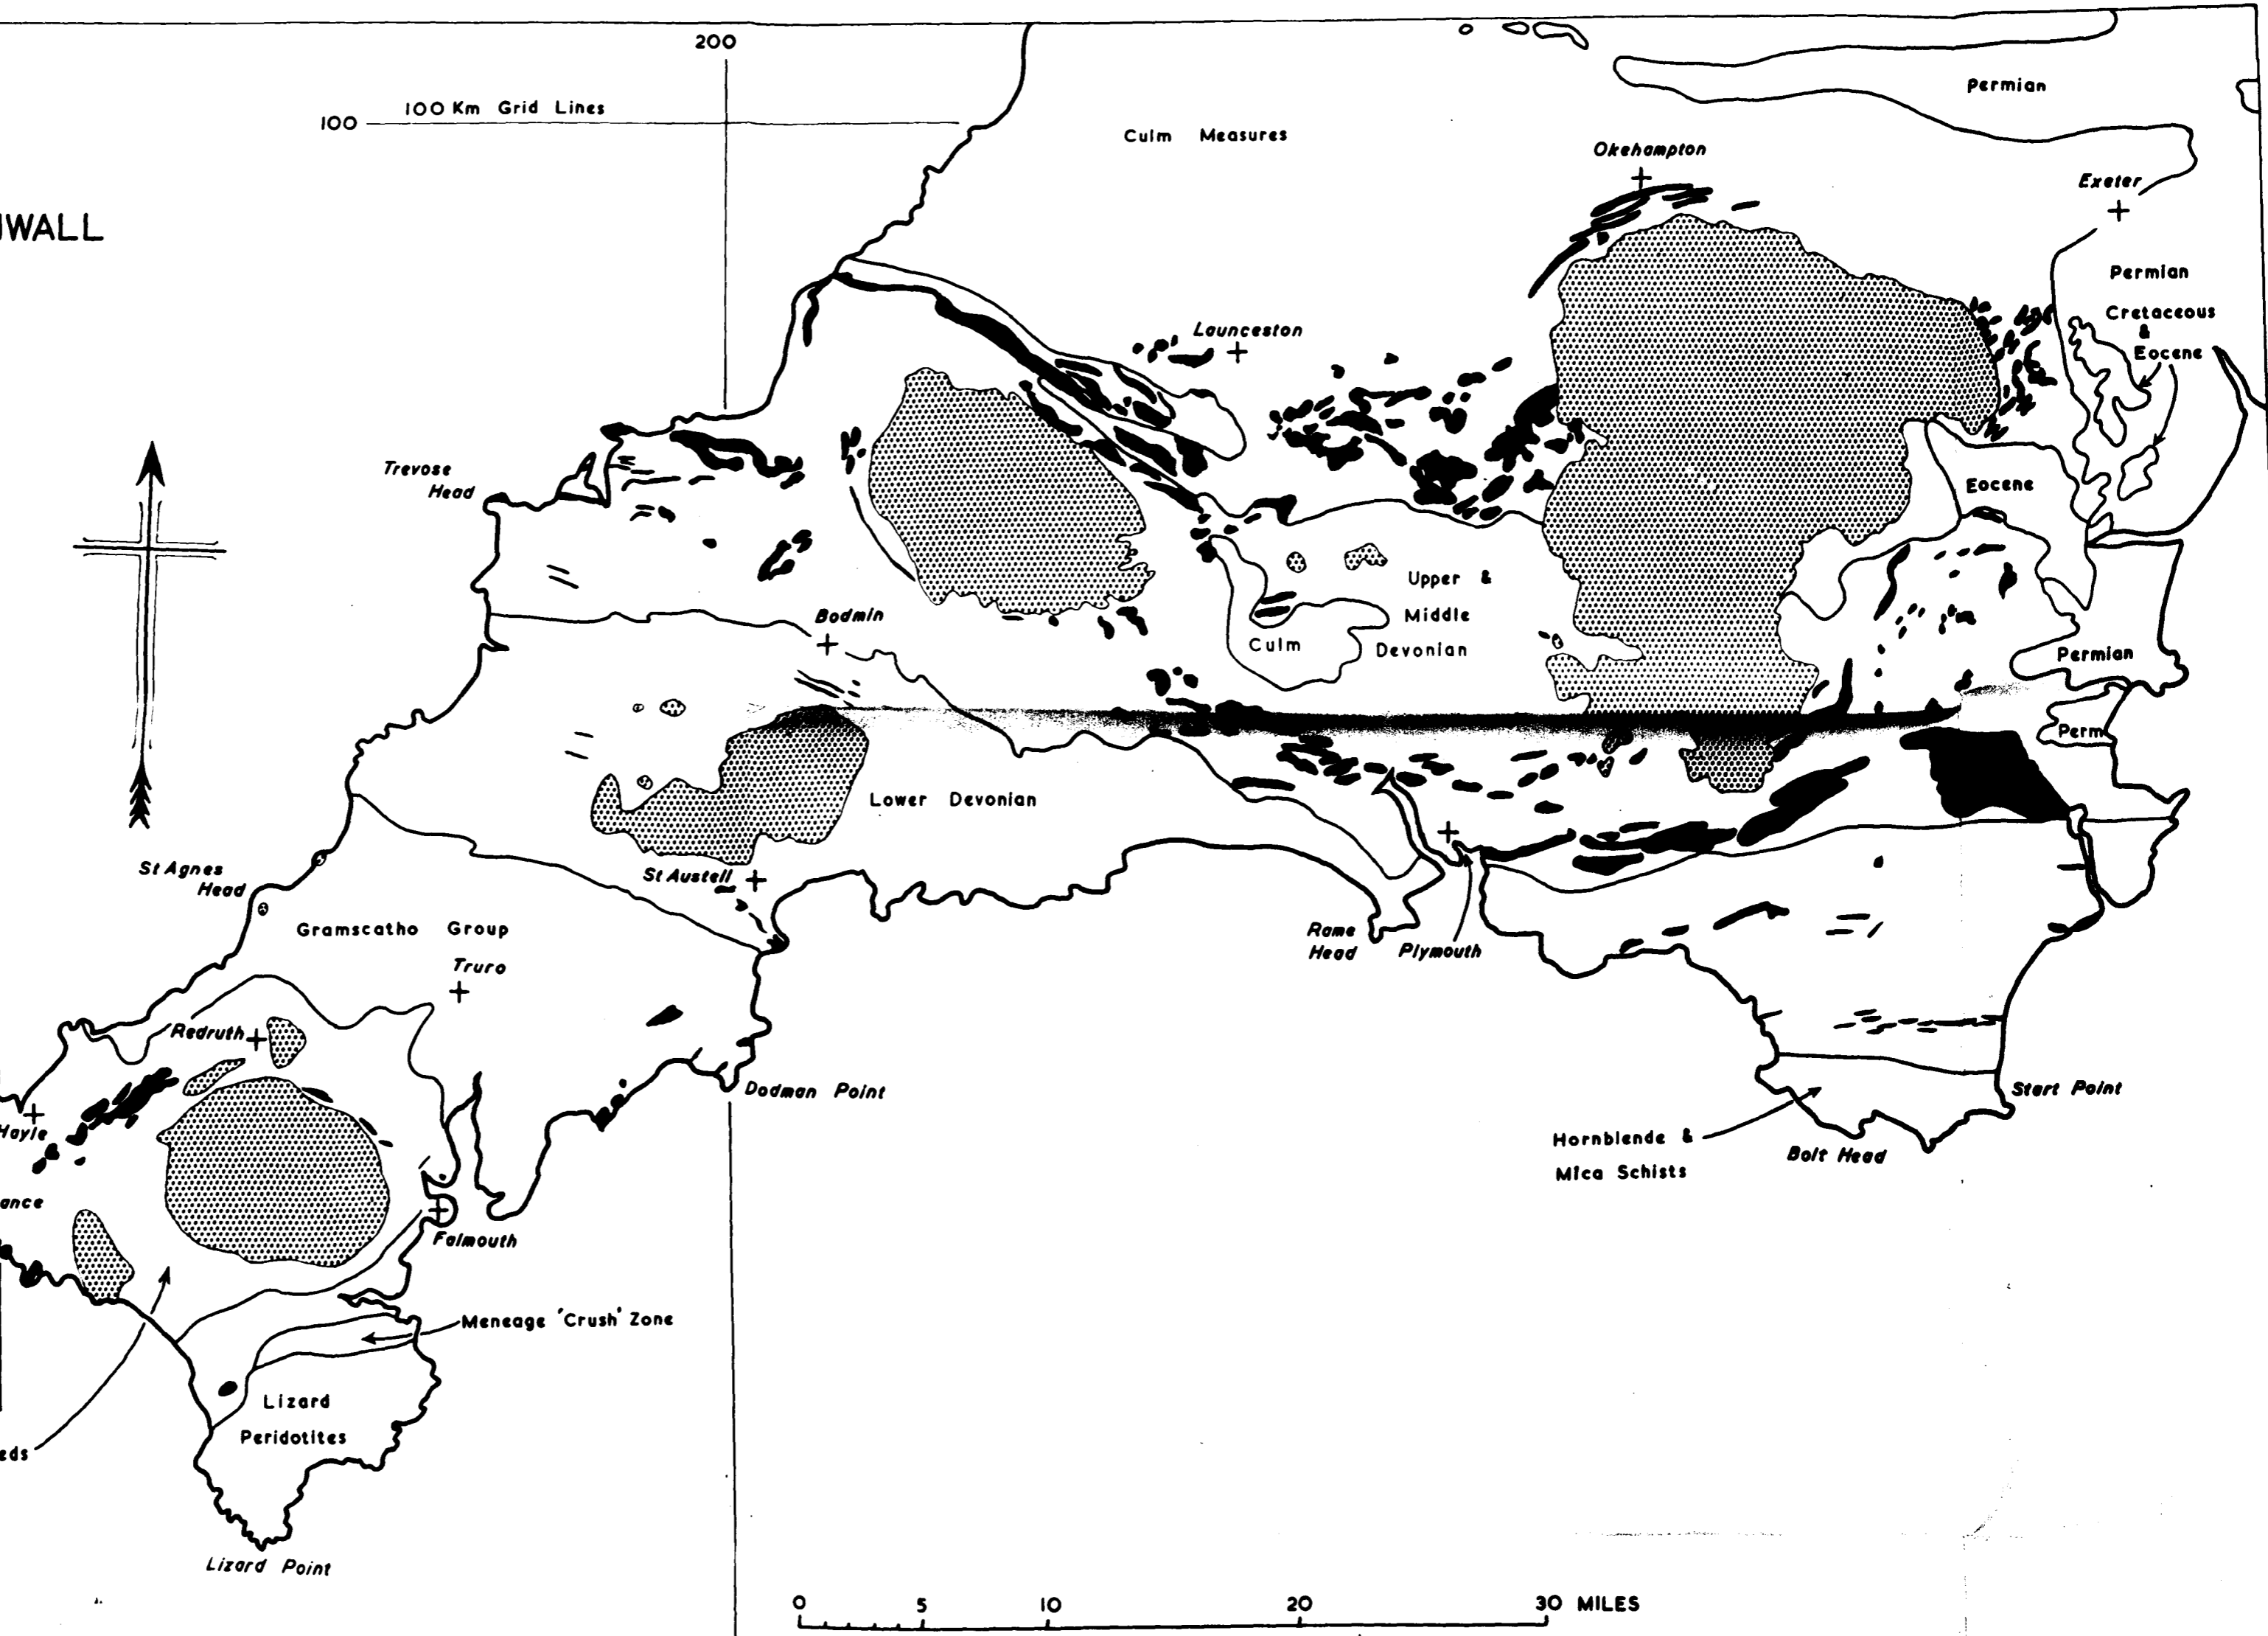 200
100 Km Grid Lines
100
Permian
Culm Measures
Okehampton
Exeter
NWALL
Permian
Cretaceous
&
Eocene
Launceston
Trevose
Head
Eocene
Upper &
Middle
Devonian
Bodmin
Culm
Permian
Perm
Lower Devonian
St Agnes
Head
St Austell
Gramscatho Group
Truro
Rame
Head
Plymouth
Redruth
Dodman Point
Start Point
Hayle
Hornblende &
Mica Schists
Bolt Head
ance
Falmouth
Meneage 'Crush' Zone
Lizard
Peridotites
eds
Lizard Point
0 5 10 20 30 MILES